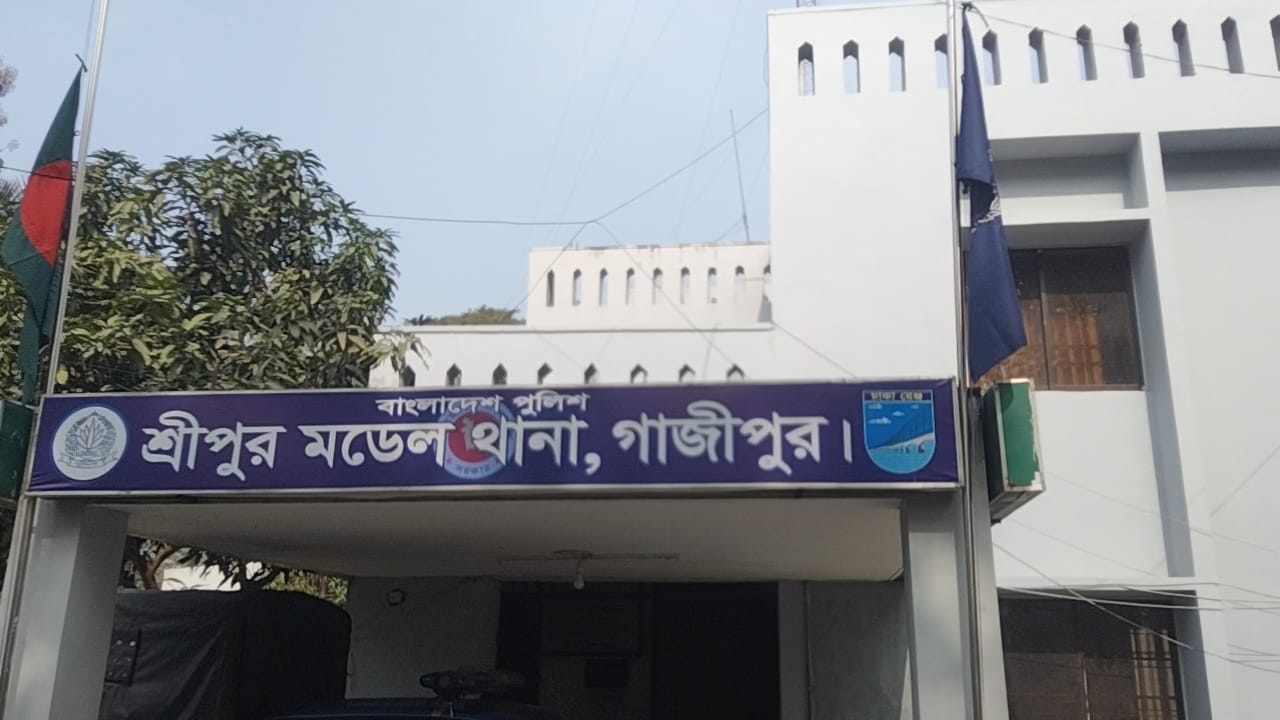 বাংলাদেশ পুলিশ
শ্রীপুর মডেল থানা, গাজীপুর।
ঢাকা রেঞ্জ